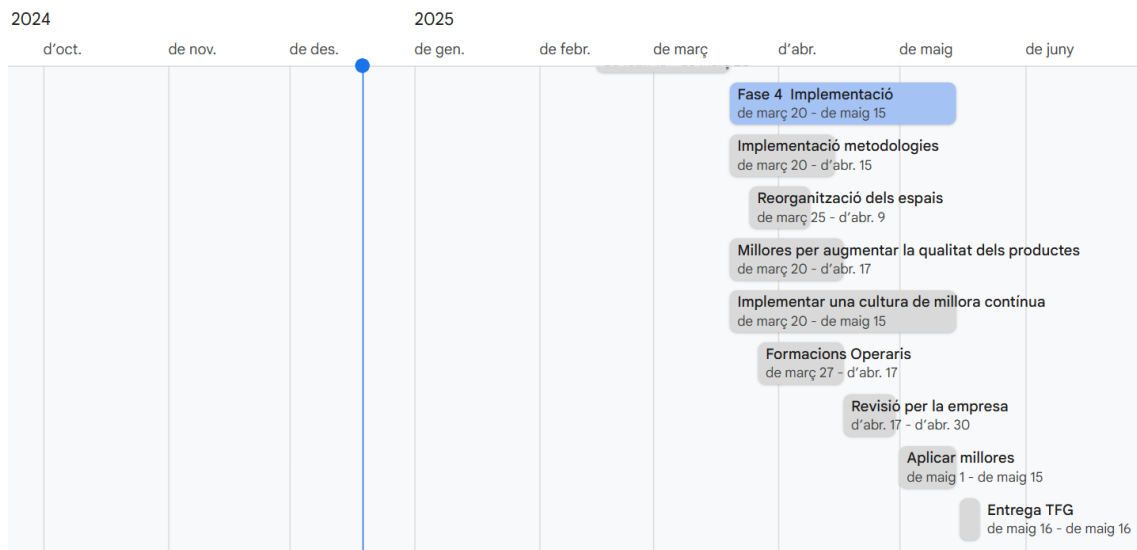 2024 2025
d'oct. de nov. de des. de gen. de febr. de març d'abr. de maig de juny
Fase 4 Implementació
de març 20 - de maig 15
Implementació metodologies
de març 20 - d'abr. 15
Reorganització dels espais
de març 25 - d'abr. 9
Millores per augmentar la qualitat dels productes
de març 20 - d'abr. 17
Implementar una cultura de millora contínua
de març 20 - de maig 15
Formacions Operaris
de març 27 - d'abr. 17
Revisió per la empresa
d'abr. 17 - d'abr. 30
Aplicar millores
de maig 1 - de maig 15
Entrega TFG
de maig 16 - de maig 16